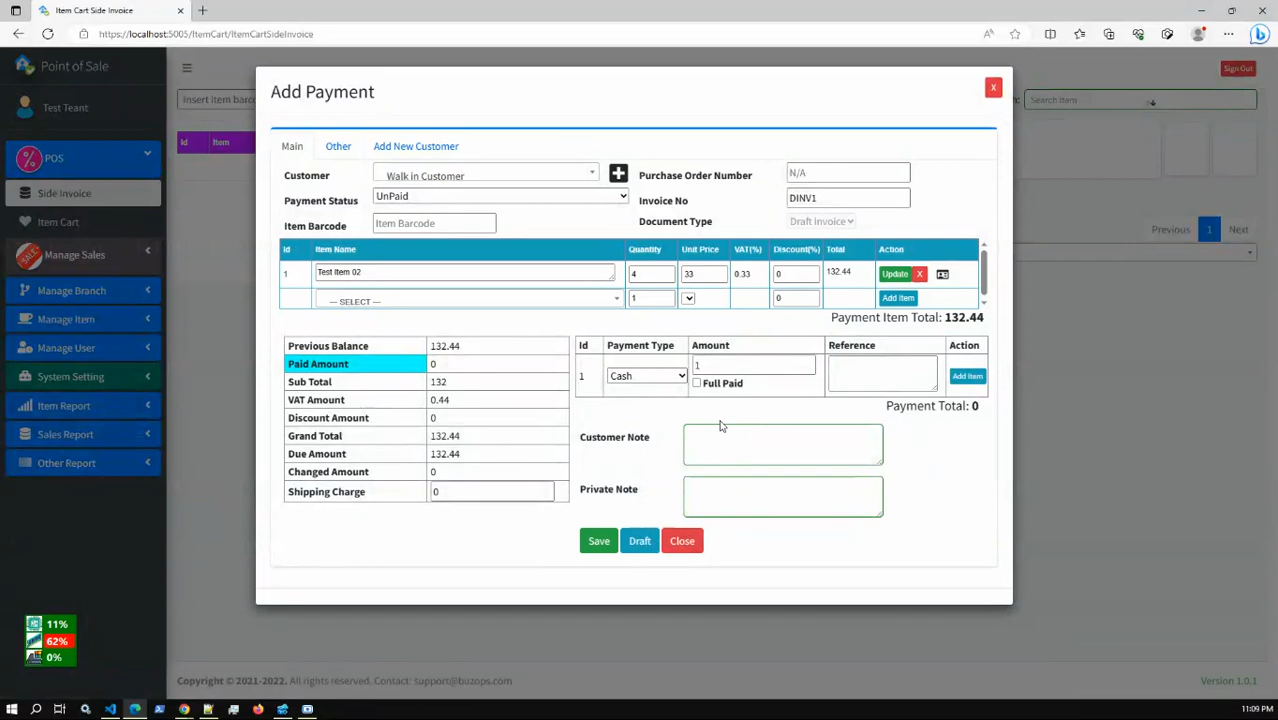 Item Cart Side Invoice
https://localhost:5005/ItemCart/ItemCartSideInvoice
Point of Sale
Sign Out
Test Teant
Insert item barc
Search Item
Id Item
POS
Side Invoice
Item Cart
Manage Sales
Manage Branch
Manage Item
Manage User
System Setting
Item Report
Sales Report
Other Report
Previous 1 Next
Add Payment
X
Main Other Add New Customer
Customer Walk in Customer Purchase Order Number N/A
Payment Status UnPaid Invoice No DINV1
Item Barcode Item Barcode Document Type Draft Invoice
Id Item Name Quantity Unit Price VAT(%) Discount(%) Total Action
1 Test Item 02 4 33 0.33 0 132.44 Update X
--- SELECT --- 1 0 Add Item
Payment Item Total: 132.44
Previous Balance 132.44
Paid Amount 0
Sub Total 132
VAT Amount 0.44
Discount Amount 0
Grand Total 132.44
Due Amount 132.44
Changed Amount 0
Shipping Charge 0
Id Payment Type Amount Reference Action
1 Cash 1 Add Item
Full Paid
Payment Total: 0
Customer Note
Private Note
Save Draft Close
11%
62%
0%
Copyright © 2021-2022. All rights reserved. Contact: support@buzops.com
Version 1.0.1
11:09 PM